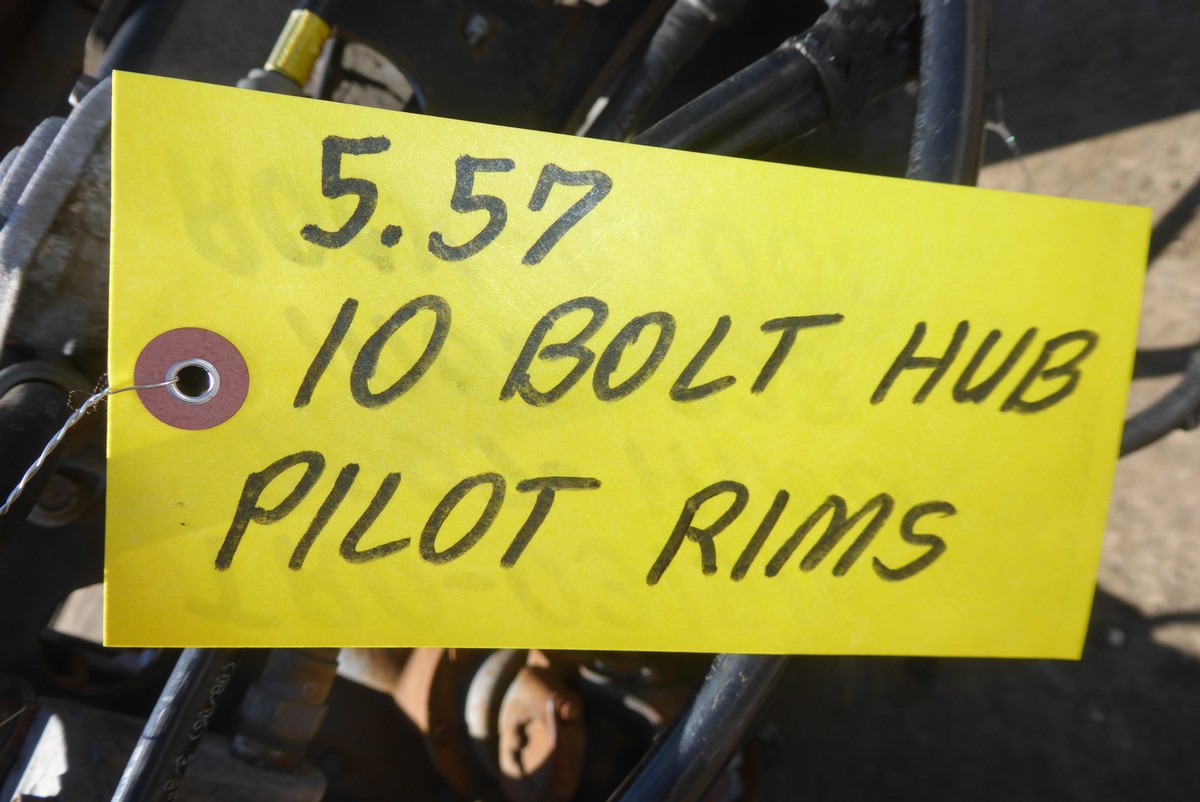 5.57
10 BOLT HUB
PILOT RIMS